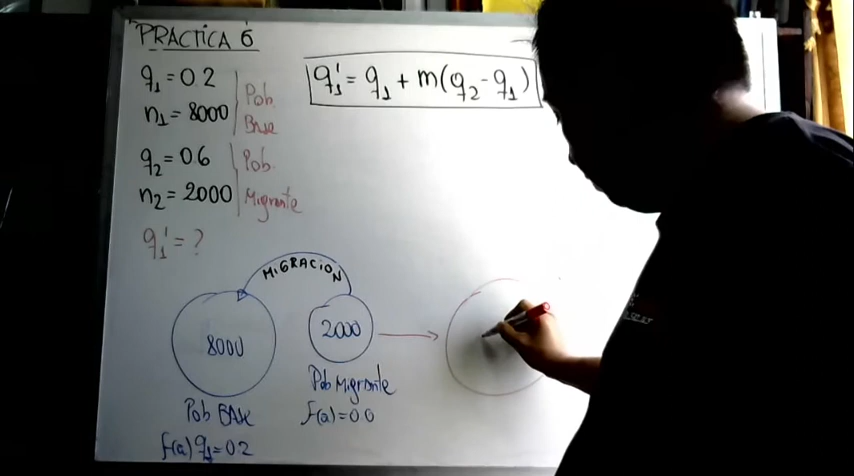 PRACTICA 6
q₁ = 0.2
n₁ = 8000
Pob.
Base
q₁' = q₁ + m(q₂ - q₁)
q₂ = 0.6
n₂ = 2000
Pob.
Migrante
q₁' = ?
MIGRACION
8000
2000
Pob BASE
f(a) q₁ = 0.2
Pob Migrante
f(a) = 0.0